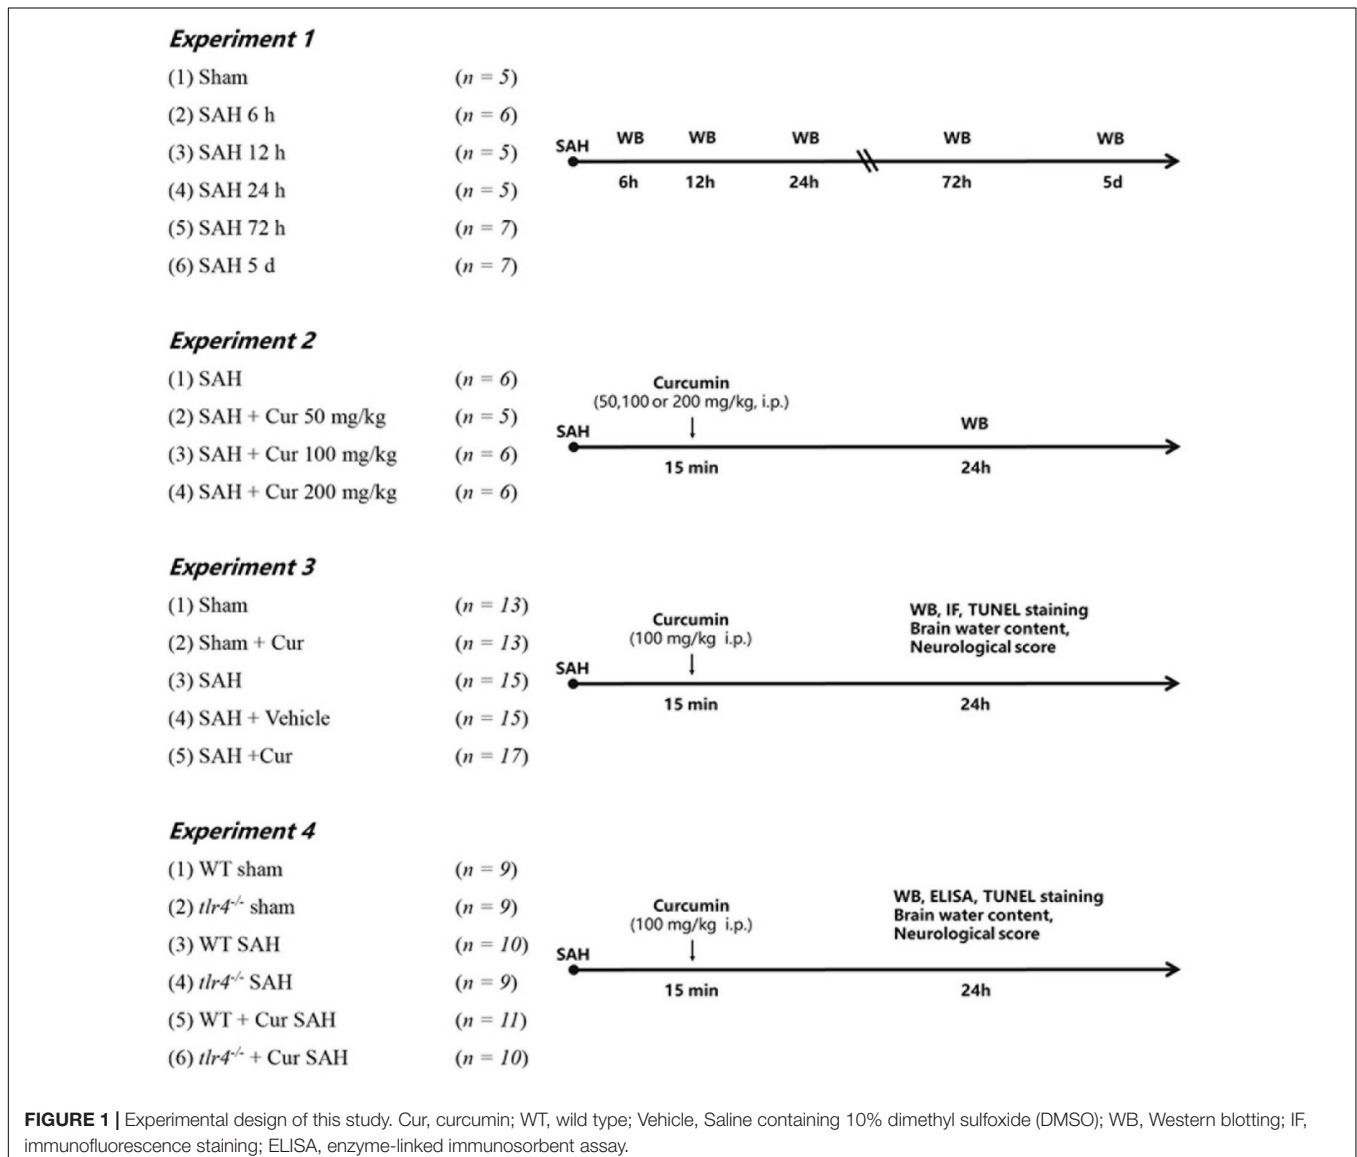 Experiment 1
(1) Sham (n = 5)
(2) SAH 6 h (n = 6)
(3) SAH 12 h (n = 5)
(4) SAH 24 h (n = 5)
(5) SAH 72 h (n = 7)
(6) SAH 5 d (n = 7)
SAH WB WB WB WB WB
6h 12h 24h 72h 5d
Experiment 2
(1) SAH (n = 6)
(2) SAH + Cur 50 mg/kg (n = 5)
(3) SAH + Cur 100 mg/kg (n = 6)
(4) SAH + Cur 200 mg/kg (n = 6)
Curcumin
(50,100 or 200 mg/kg, i.p.)
SAH WB
15 min 24h
Experiment 3
(1) Sham (n = 13)
(2) Sham + Cur (n = 13)
(3) SAH (n = 15)
(4) SAH + Vehicle (n = 15)
(5) SAH +Cur (n = 17)
Curcumin
(100 mg/kg i.p.)
WB, IF, TUNEL staining
Brain water content,
Neurological score
SAH
15 min 24h
Experiment 4
(1) WT sham (n = 9)
(2) tlr4-/- sham (n = 9)
(3) WT SAH (n = 10)
(4) tlr4-/- SAH (n = 9)
(5) WT + Cur SAH (n = 11)
(6) tlr4-/- + Cur SAH (n = 10)
Curcumin
(100 mg/kg i.p.)
WB, ELISA, TUNEL staining
Brain water content,
Neurological score
SAH
15 min 24h
FIGURE 1 | Experimental design of this study. Cur, curcumin; WT, wild type; Vehicle, Saline containing 10% dimethyl sulfoxide (DMSO); WB, Western blotting; IF,
immunofluorescence staining; ELISA, enzyme-linked immunosorbent assay.